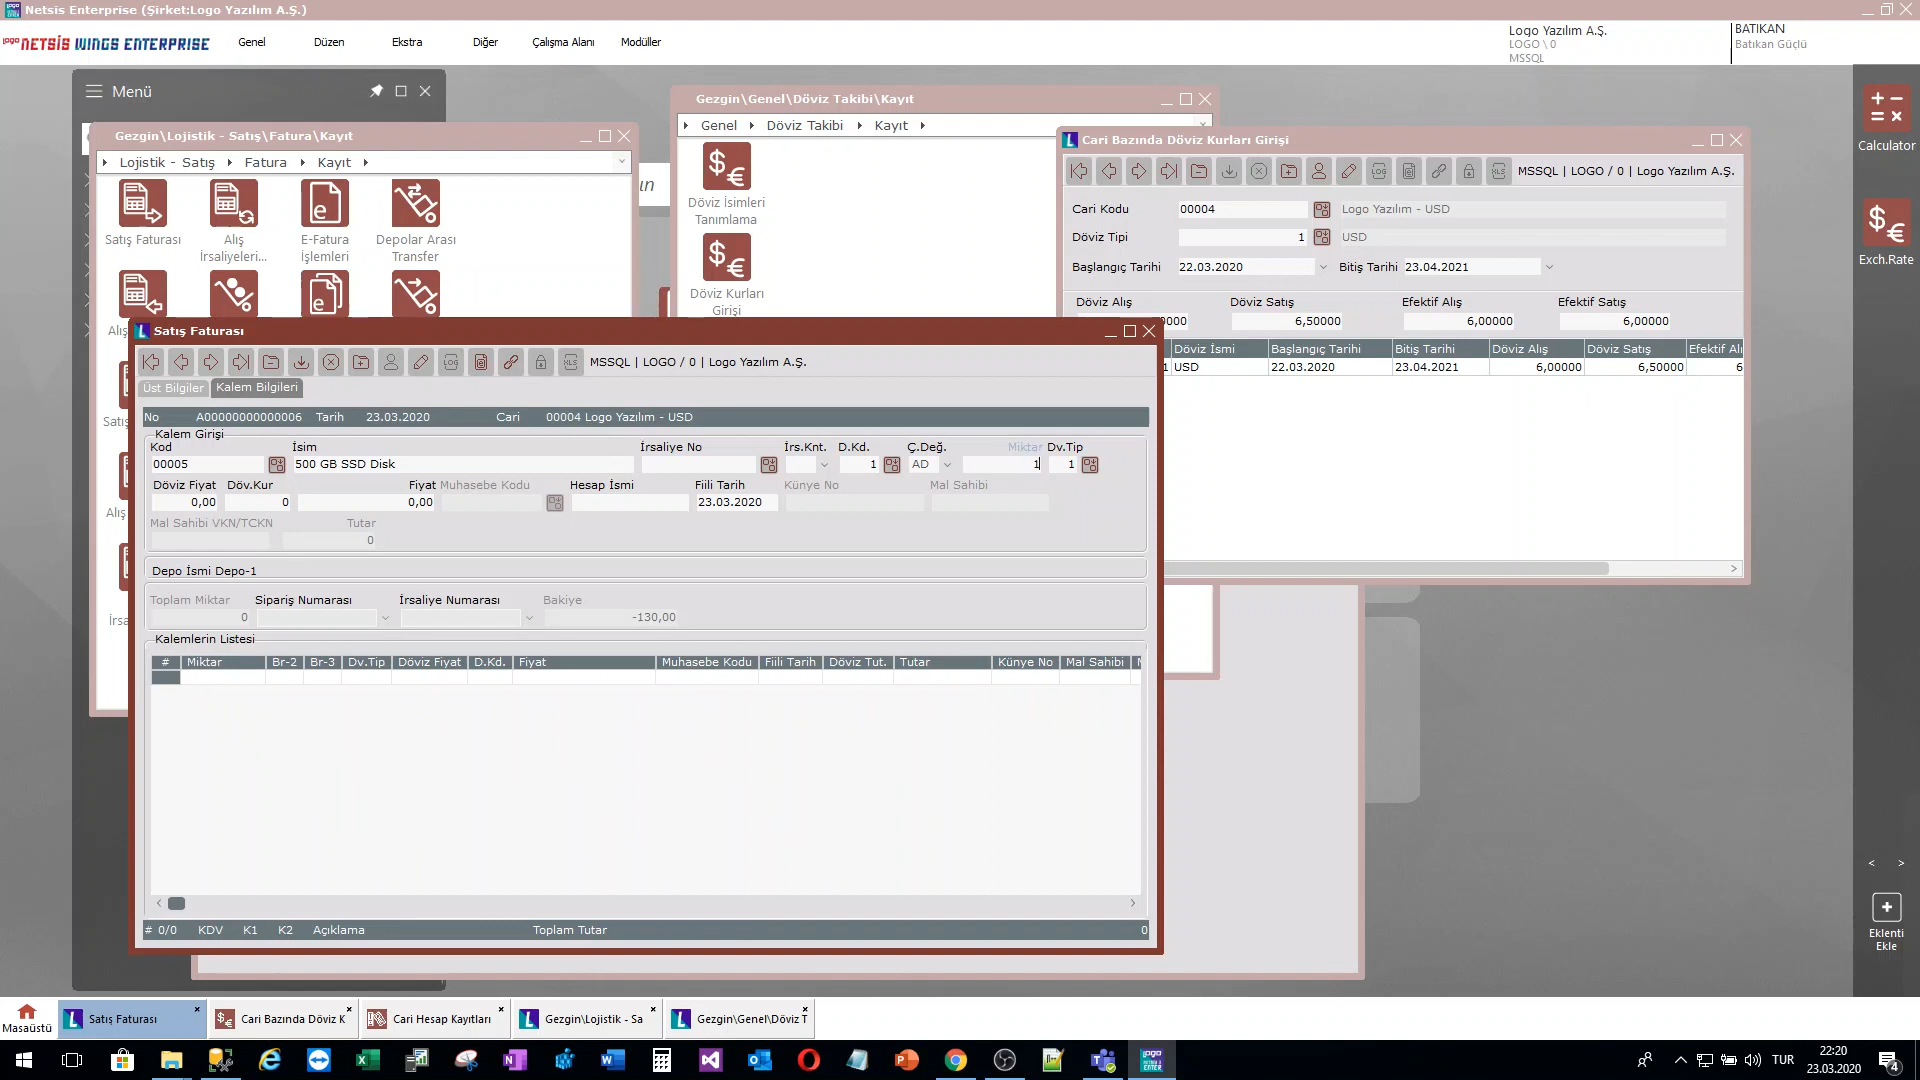 Netsis Enterprise (Şirket:Logo Yazılım A.Ş.)
LOGO NETSİS WINGS ENTERPRISE
Genel Düzen Ekstra Diğer Çalışma Alanı Modüller
Logo Yazılım A.Ş.
LOGO \ 0
MSSQL
BATIKAN
Batıkan Güçlü
Menü
Gezgin\Lojistik - Satış\Fatura\Kayıt
Lojistik - Satış Fatura Kayıt
Satış Faturası
Alış İrsaliyeleri...
E-Fatura İşlemleri
Depolar Arası Transfer
Gezgin\Genel\Döviz Takibi\Kayıt
Genel Döviz Takibi Kayıt
Döviz İsimleri Tanımlama
Döviz Kurları Girişi
Cari Bazında Döviz Kurları Girişi
MSSQL | LOGO / 0 | Logo Yazılım A.Ş.
Cari Kodu 00004 Logo Yazılım - USD
Döviz Tipi 1 USD
Başlangıç Tarihi 22.03.2020 Bitiş Tarihi 23.04.2021
Döviz Alış Döviz Satış Efektif Alış Efektif Satış
6,50000 6,00000 6,00000
Döviz İsmi Başlangıç Tarihi Bitiş Tarihi Döviz Alış Döviz Satış Efektif Alı
1 USD 22.03.2020 23.04.2021 6,00000 6,50000 6
Calculator
Exch.Rate
Eklenti Ekle
Satış Faturası
MSSQL | LOGO / 0 | Logo Yazılım A.Ş.
Üst Bilgiler Kalem Bilgileri
No A00000000000006 Tarih 23.03.2020 Cari 00004 Logo Yazılım - USD
Kalem Girişi
Kod İsim İrsaliye No İrs.Knt. D.Kd. Ç.Değ. Miktar Dv.Tip
00005 500 GB SSD Disk 1 AD 1 1
Döviz Fiyat Döv.Kur Fiyat Muhasebe Kodu Hesap İsmi Fiili Tarih Künye No Mal Sahibi
0,00 0 0,00 23.03.2020
Mal Sahibi VKN/TCKN Tutar
0
Depo İsmi Depo-1
Toplam Miktar Sipariş Numarası İrsaliye Numarası Bakiye
0 -130,00
Kalemlerin Listesi
# Miktar Br-2 Br-3 Dv.Tip Döviz Fiyat D.Kd. Fiyat Muhasebe Kodu Fiili Tarih Döviz Tut. Tutar Künye No Mal Sahibi
# 0/0 KDV K1 K2 Açıklama Toplam Tutar 0
Masaüstü
Satış Faturası
Cari Bazında Döviz K
Cari Hesap Kayıtları
Gezgin\Lojistik - Sa
Gezgin\Genel\Döviz T
TUR
22:20
23.03.2020
4